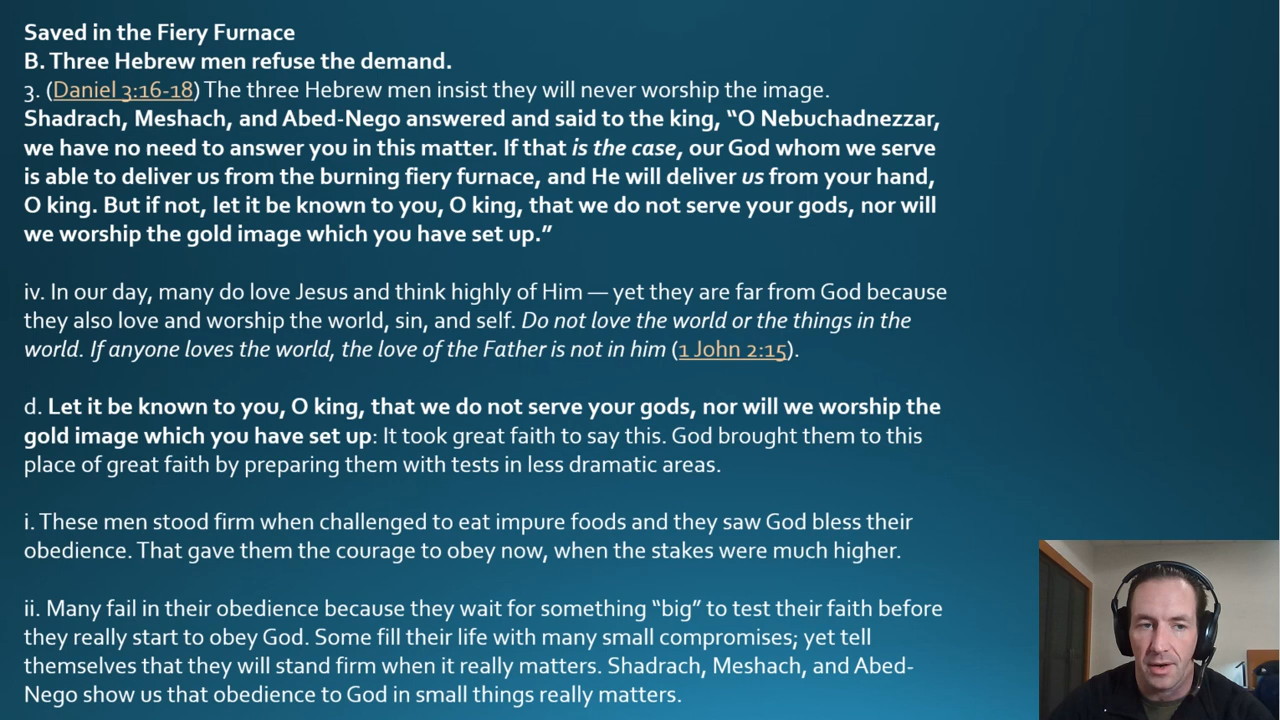 Saved in the Fiery Furnace
B. Three Hebrew men refuse the demand.
3. (Daniel 3:16-18) The three Hebrew men insist they will never worship the image.
Shadrach, Meshach, and Abed-Nego answered and said to the king, “O Nebuchadnezzar,
we have no need to answer you in this matter. If that is the case, our God whom we serve
is able to deliver us from the burning fiery furnace, and He will deliver us from your hand,
O king. But if not, let it be known to you, O king, that we do not serve your gods, nor will
we worship the gold image which you have set up.”
iv. In our day, many do love Jesus and think highly of Him — yet they are far from God because
they also love and worship the world, sin, and self. Do not love the world or the things in the
world. If anyone loves the world, the love of the Father is not in him (1 John 2:15).
d. Let it be known to you, O king, that we do not serve your gods, nor will we worship the
gold image which you have set up: It took great faith to say this. God brought them to this
place of great faith by preparing them with tests in less dramatic areas.
i. These men stood firm when challenged to eat impure foods and they saw God bless their
obedience. That gave them the courage to obey now, when the stakes were much higher.
ii. Many fail in their obedience because they wait for something “big” to test their faith before
they really start to obey God. Some fill their life with many small compromises; yet tell
themselves that they will stand firm when it really matters. Shadrach, Meshach, and Abed-
Nego show us that obedience to God in small things really matters.